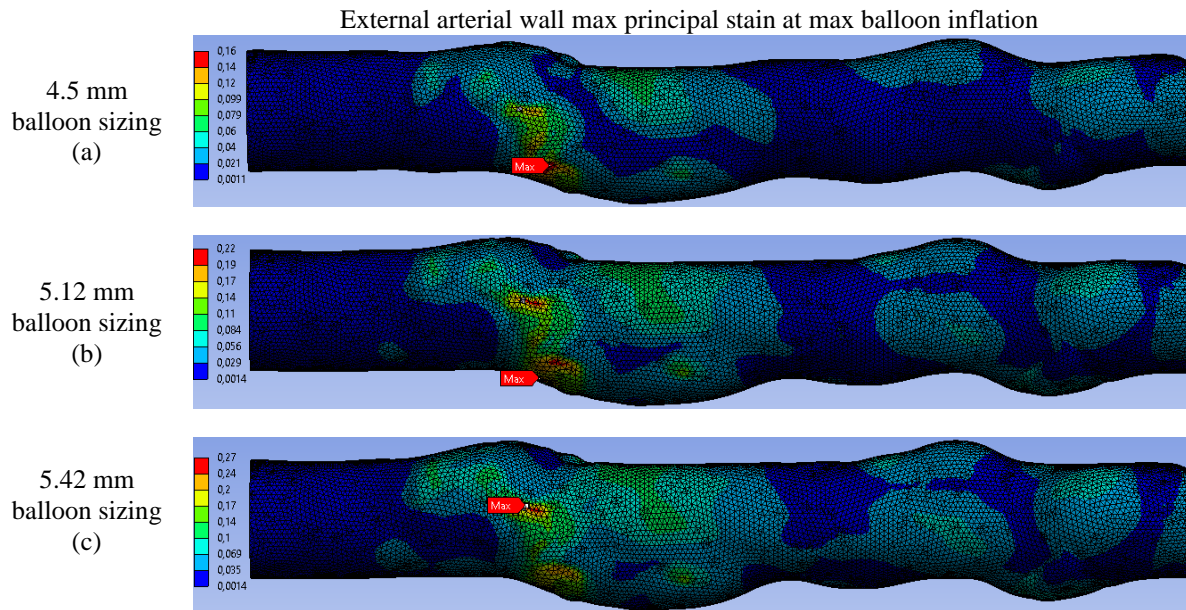 External arterial wall max principal stain at max balloon inflation
4.5 mm
balloon sizing
(a)
0,16
0,14
0,12
0,099
0,079
0,06
0,04
0,021
0,0011
Max
5.12 mm
balloon sizing
(b)
0,22
0,19
0,17
0,14
0,11
0,084
0,056
0,029
0,0014
Max
5.42 mm
balloon sizing
(c)
0,27
0,24
0,2
0,17
0,14
0,1
0,069
0,035
0,0014
Max